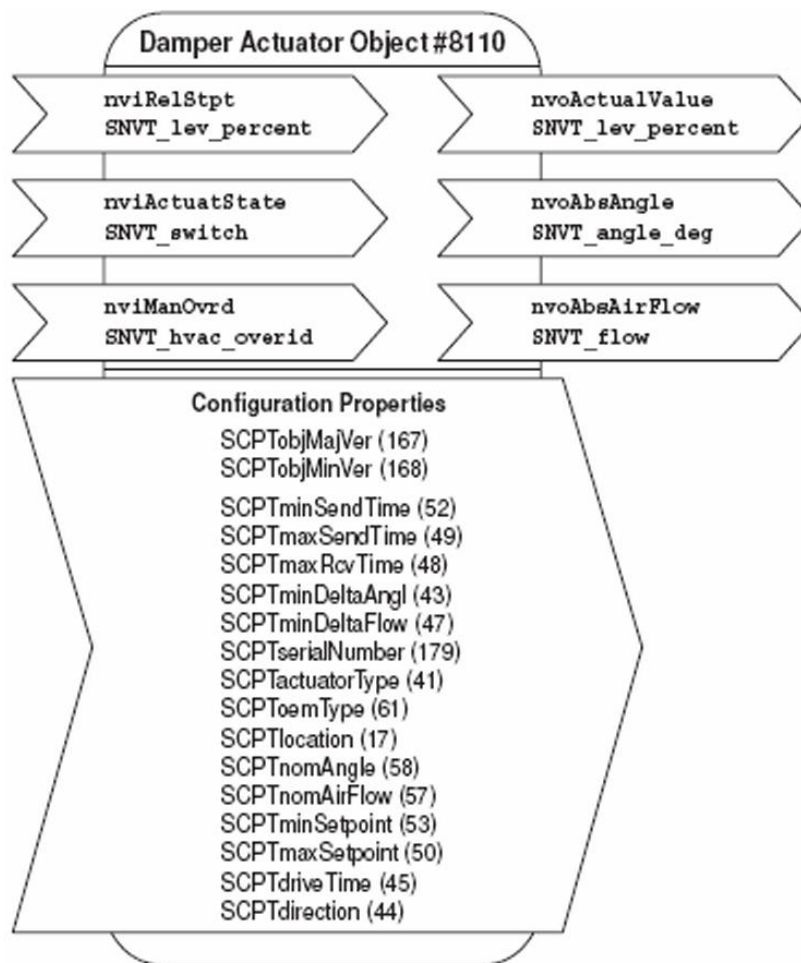 Damper Actuator Object #8110
nviRelStpt
SNVT_lev_percent
nvoActualValue
SNVT_lev_percent
nviActuatState
SNVT_switch
nvoAbsAngle
SNVT_angle_deg
nviManOvrd
SNVT_hvac_overid
nvoAbsAirFlow
SNVT_flow
Configuration Properties
SCPTobjMajVer (167)
SCPTobjMinVer (168)
SCPTminSendTime (52)
SCPTmaxSendTime (49)
SCPTmaxRcvTime (48)
SCPTminDeltaAngl (43)
SCPTminDeltaFlow (47)
SCPTserialNumber (179)
SCPTactuatorType (41)
SCPToemType (61)
SCPTlocation (17)
SCPTnomAngle (58)
SCPTnomAirFlow (57)
SCPTminSetpoint (53)
SCPTmaxSetpoint (50)
SCPTdriveTime (45)
SCPTdirection (44)